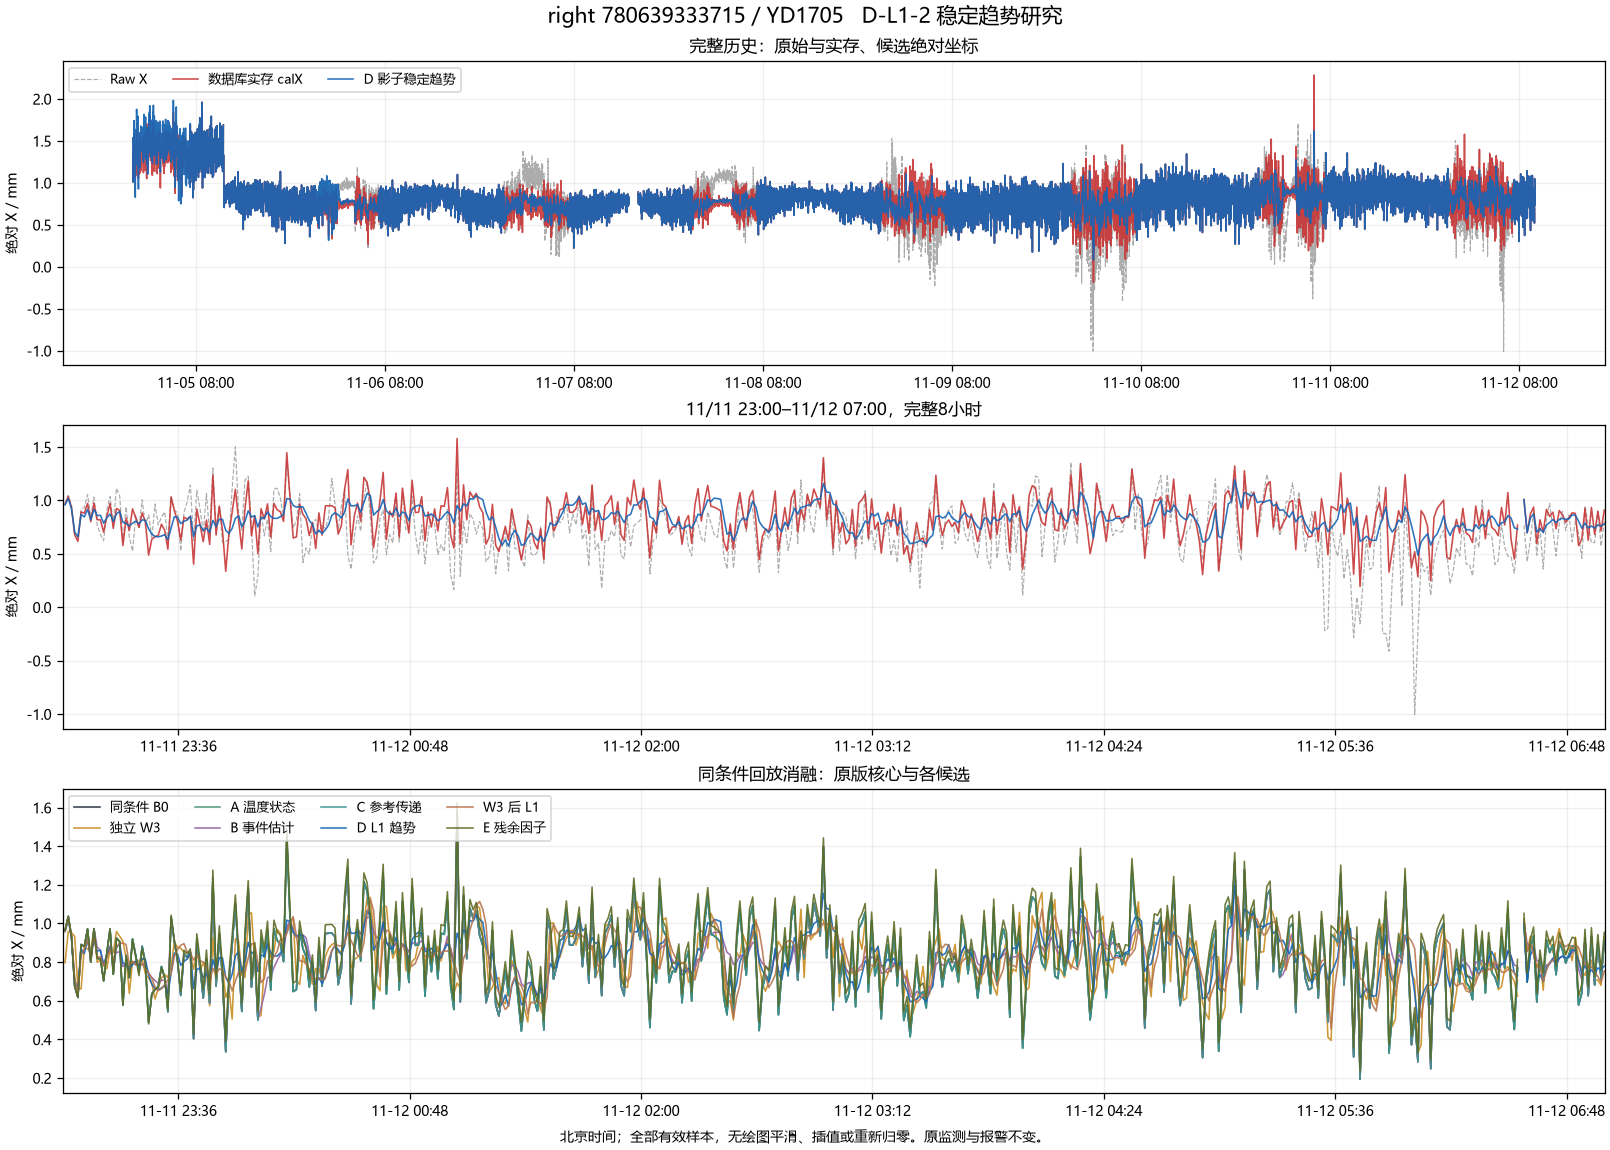 right 780639333715 / YD1705   D-L1-2 稳定趋势研究
完整历史：原始与实存、候选绝对坐标
Raw X
数据库实存 calX
D 影子稳定趋势
绝对 X / mm
2.0
1.5
1.0
0.5
0.0
-0.5
-1.0
11-05 08:00
11-06 08:00
11-07 08:00
11-08 08:00
11-09 08:00
11-10 08:00
11-11 08:00
11-12 08:00
11/11 23:00–11/12 07:00，完整8小时
绝对 X / mm
1.5
1.0
0.5
0.0
-0.5
-1.0
11-11 23:36
11-12 00:48
11-12 02:00
11-12 03:12
11-12 04:24
11-12 05:36
11-12 06:48
同条件回放消融：原版核心与各候选
同条件 B0
A 温度状态
C 参考传递
W3 后 L1
独立 W3
B 事件估计
D L1 趋势
E 残余因子
绝对 X / mm
1.6
1.4
1.2
1.0
0.8
0.6
0.4
0.2
11-11 23:36
11-12 00:48
11-12 02:00
11-12 03:12
11-12 04:24
11-12 05:36
11-12 06:48
北京时间；全部有效样本，无绘图平滑、插值或重新归零。原监测与报警不变。